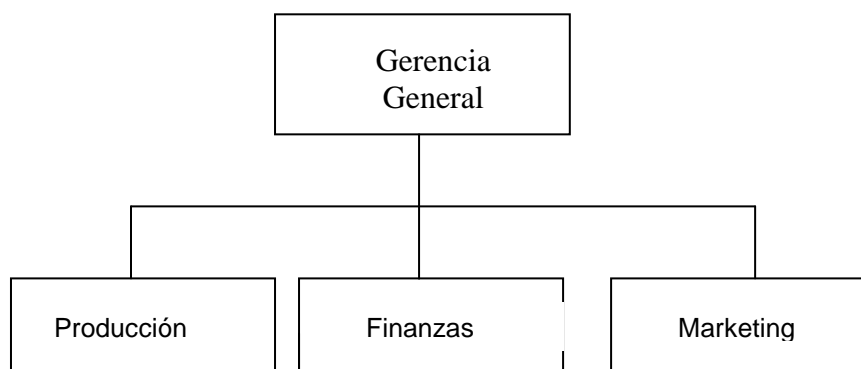 Gerencia
General
Producción
Finanzas
Marketing